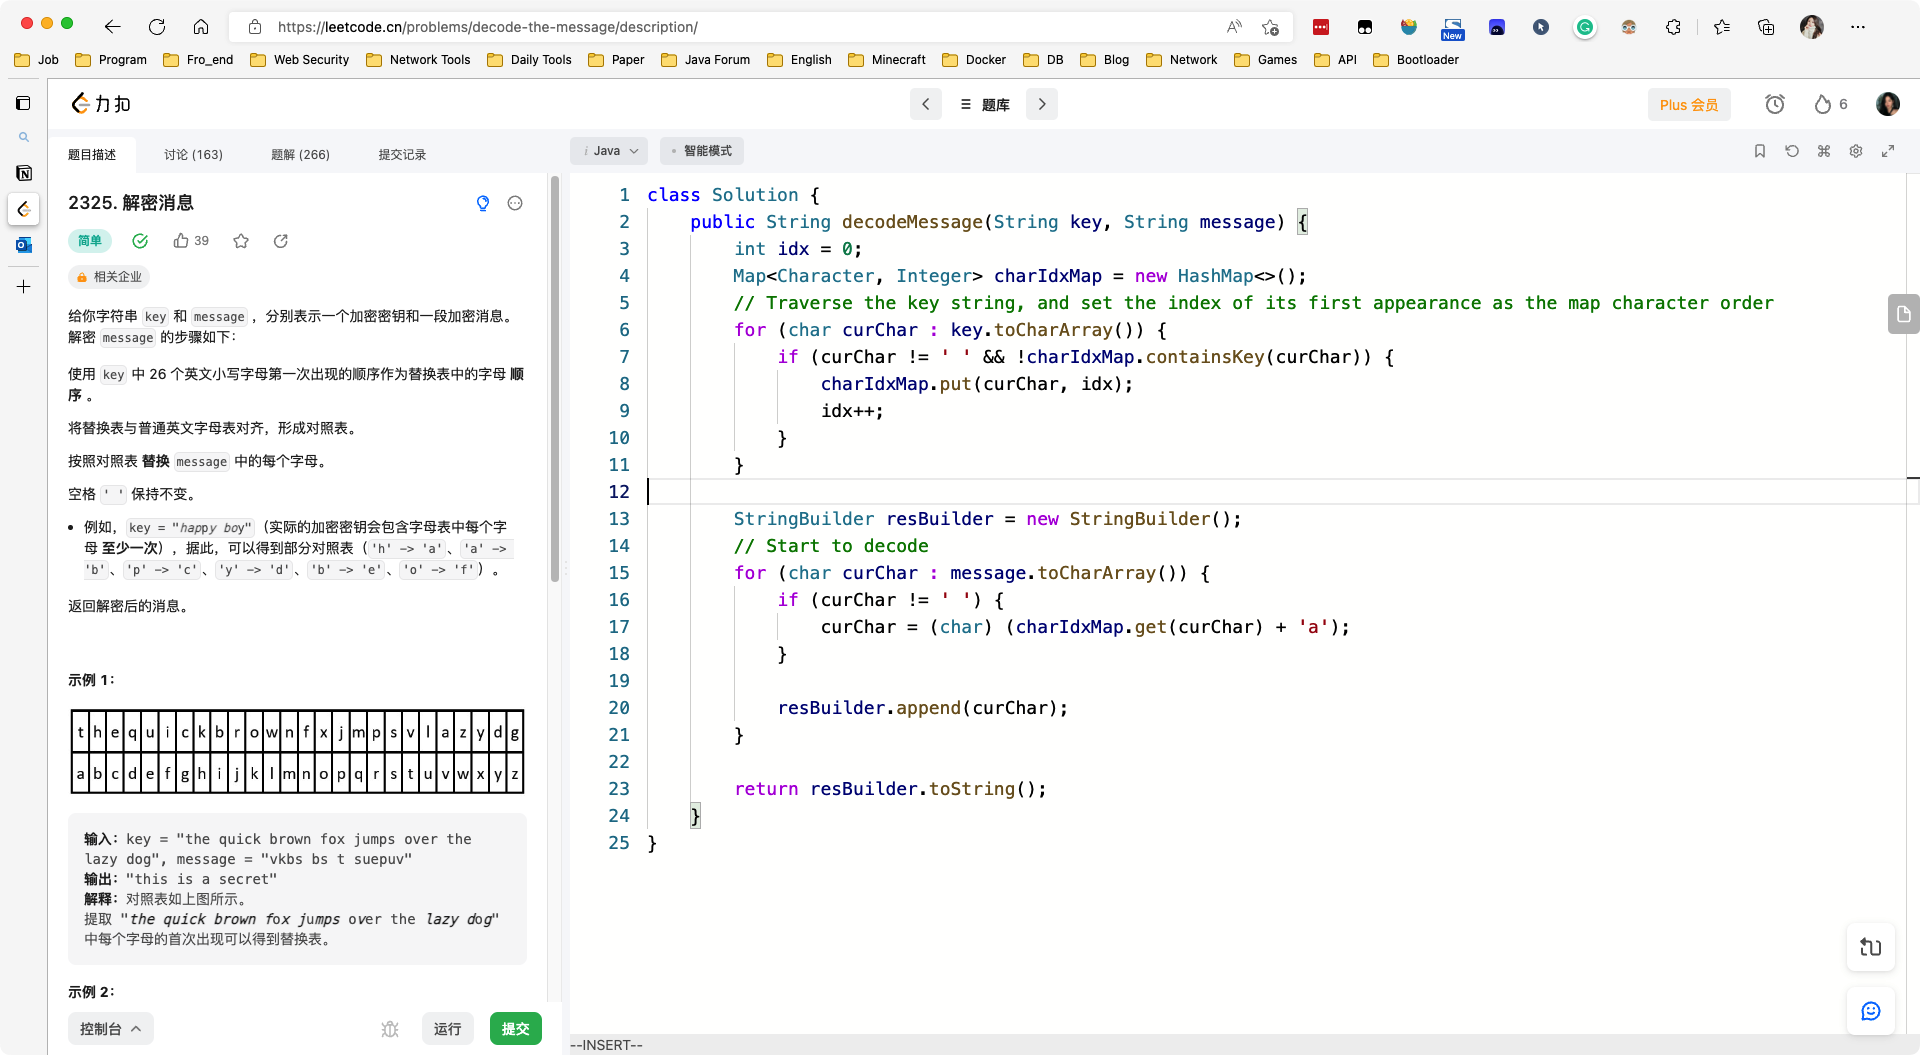 https://leetcode.cn/problems/decode-the-message/description/
New
Job Program Fro_end Web Security Network Tools Daily Tools Paper Java Forum English Minecraft Docker DB Blog Network Games API Bootloader
力扣
题库
Plus 会员
6
题目描述 讨论 (163) 题解 (266) 提交记录
2325. 解密消息
简单
39
相关企业
给你字符串 key 和 message ，分别表示一个加密密钥和一段加密消息。
解密 message 的步骤如下：
使用 key 中 26 个英文小写字母第一次出现的顺序作为替换表中的字母 顺
序 。
将替换表与普通英文字母表对齐，形成对照表。
按照对照表 替换 message 中的每个字母。
空格 ' ' 保持不变。
例如，key = "happy boy"（实际的加密密钥会包含字母表中每个字
母 至少一次），据此，可以得到部分对照表（'h' -> 'a'、'a' ->
'b'、'p' -> 'c'、'y' -> 'd'、'b' -> 'e'、'o' -> 'f'）。
返回解密后的消息。
示例 1：
t h e q u i c k b r o w n f x j m p s v l a z y d g
a b c d e f g h i j k l m n o p q r s t u v w x y z
输入：key = "the quick brown fox jumps over the
lazy dog", message = "vkbs bs t suepuv"
输出："this is a secret"
解释：对照表如上图所示。
提取 "the quick brown fox jumps over the lazy dog"
中每个字母的首次出现可以得到替换表。
示例 2：
控制台 运行 提交
i Java 智能模式
1 class Solution {
2 public String decodeMessage(String key, String message) {
3 int idx = 0;
4 Map<Character, Integer> charIdxMap = new HashMap<>();
5 // Traverse the key string, and set the index of its first appearance as the map character order
6 for (char curChar : key.toCharArray()) {
7 if (curChar != ' ' && !charIdxMap.containsKey(curChar)) {
8 charIdxMap.put(curChar, idx);
9 idx++;
10 }
11 }
12
13 StringBuilder resBuilder = new StringBuilder();
14 // Start to decode
15 for (char curChar : message.toCharArray()) {
16 if (curChar != ' ') {
17 curChar = (char) (charIdxMap.get(curChar) + 'a');
18 }
19
20 resBuilder.append(curChar);
21 }
22
23 return resBuilder.toString();
24 }
25 }
--INSERT--